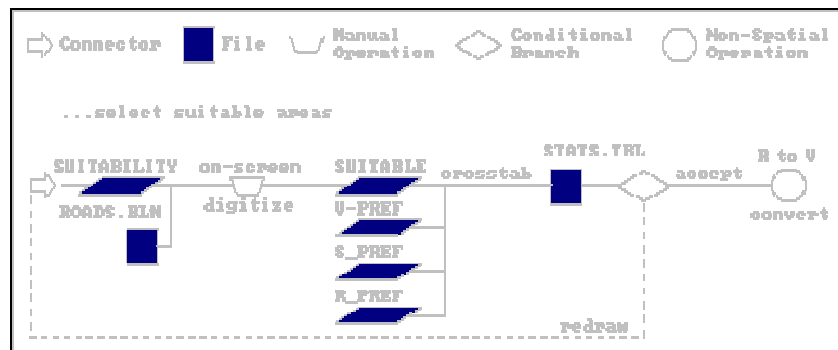 Connector
File
Manual
Operation
Conditional
Branch
Non-Spatial
Operation
...select suitable areas
SUITABILITY
on-screen
digitize
SUITABLE
crosstab
STATS.TBL
accept
R to V
convert
ROADS.BLN
V-PREF
S_PREF
R_PREF
redraw